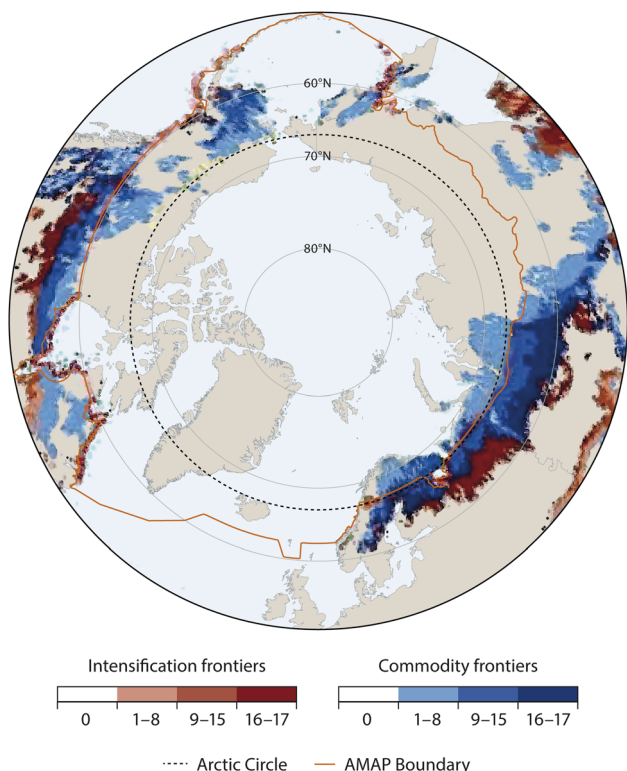 60°N
70°N
80°N
Intensification frontiers
0 1–8 9–15 16–17
Commodity frontiers
0 1–8 9–15 16–17
Arctic Circle
AMAP Boundary